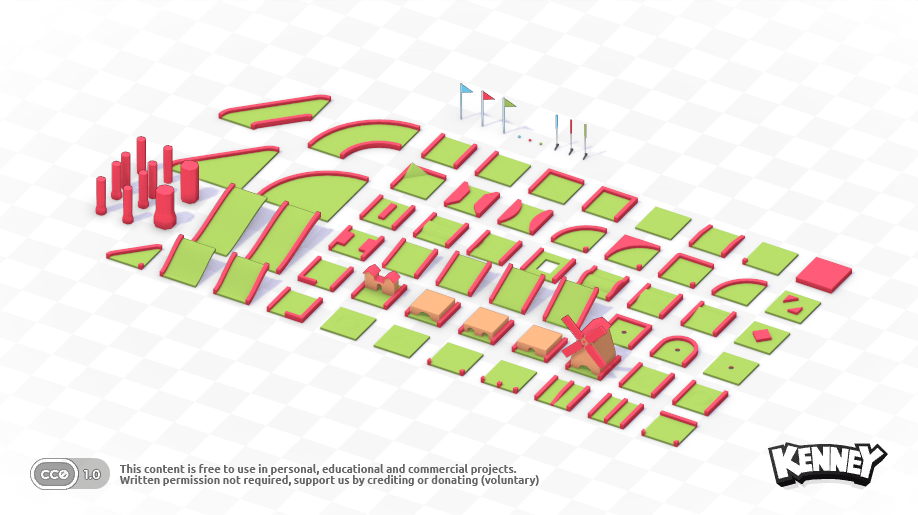 CC0 1.0
This content is free to use in personal, educational and commercial projects.
Written permission not required, support us by crediting or donating (voluntary)
KENNEY